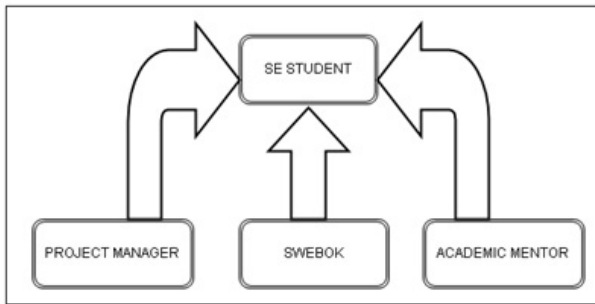 SE STUDENT
PROJECT MANAGER
SWEBOK
ACADEMIC MENTOR